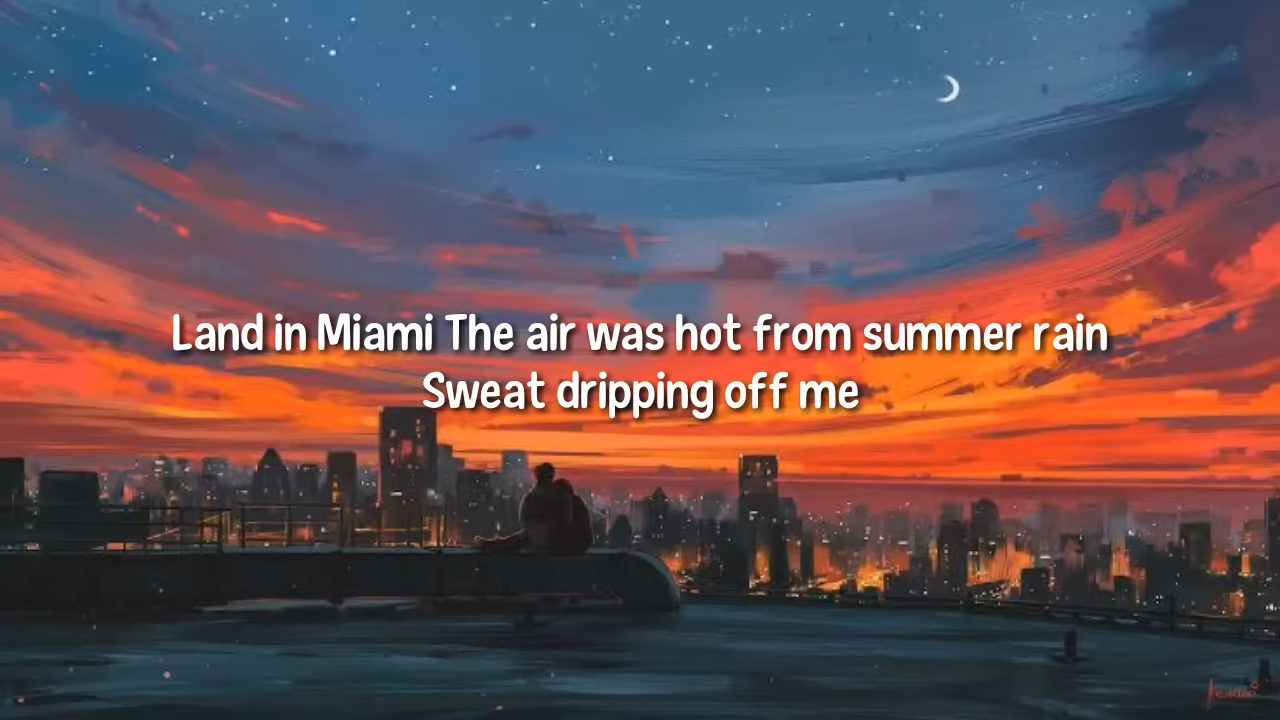 Land in Miami The air was hot from summer rain
Sweat dripping off me